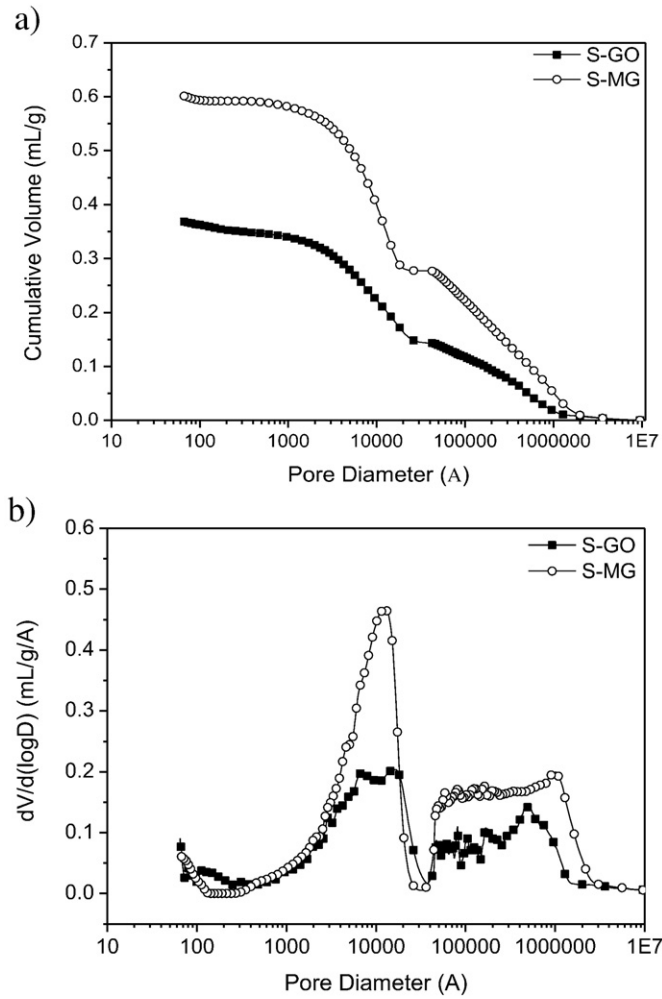 a)
0.7
0.6
0.5
0.4
0.3
0.2
0.1
0.0
Cumulative Volume (mL/g)
S-GO
S-MG
10 100 1000 10000 100000 1000000 1E7
Pore Diameter (A)
b)
0.6
0.5
0.4
0.3
0.2
0.1
0.0
dV/d(logD) (mL/g/A)
S-GO
S-MG
10 100 1000 10000 100000 1000000 1E7
Pore Diameter (A)